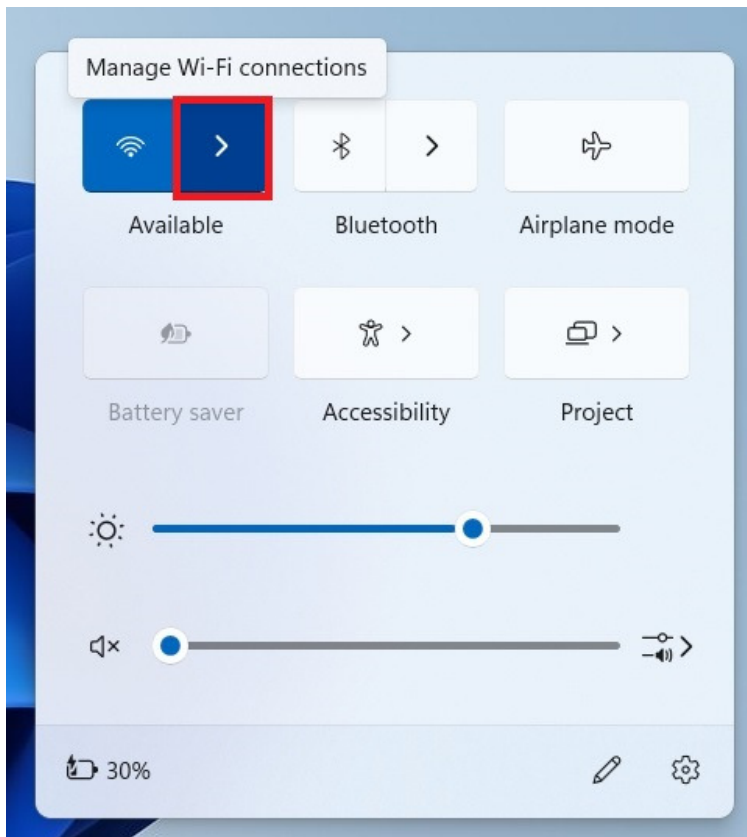 Manage Wi-Fi connections
Available
Bluetooth
Airplane mode
Battery saver
Accessibility
Project
30%